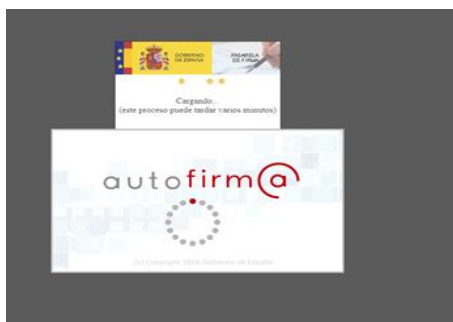 GOBIERNO
DE ESPAÑA
PASARELA
DE FIRMA
Cargando...
(este proceso puede tardar varios minutos)
autofirm@
(c) Copyright 2016 Gobierno de España